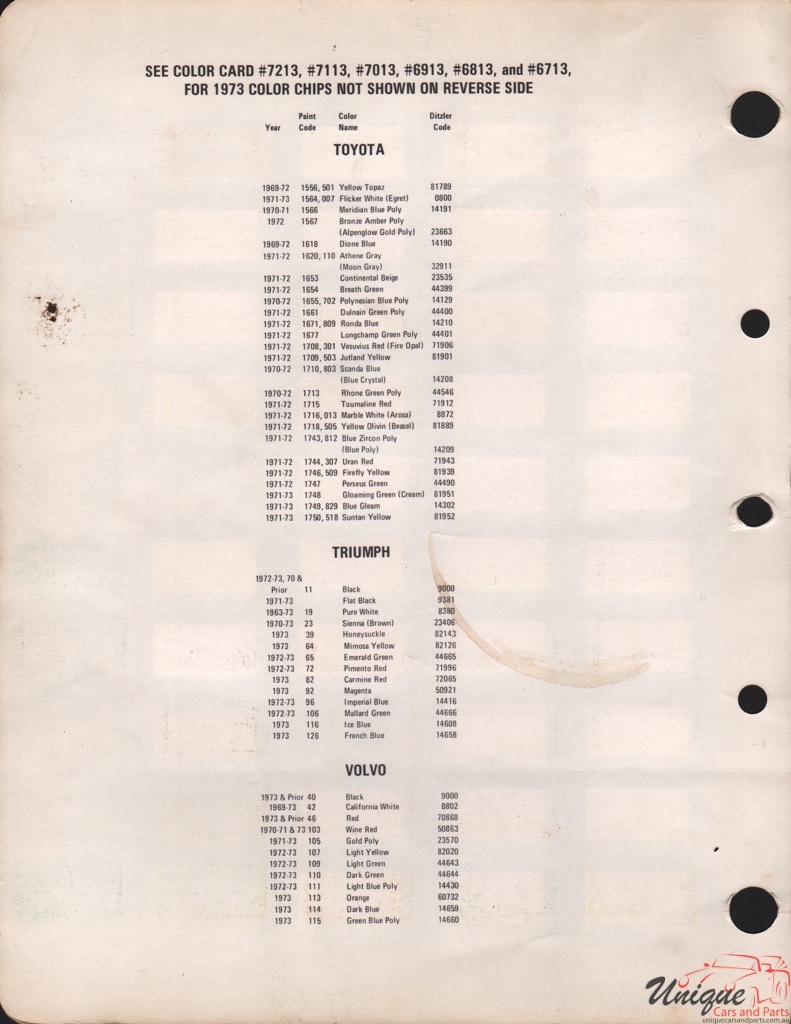 SEE COLOR CARD #7213, #7113, #7013, #6913, #6813, and #6713,
FOR 1973 COLOR CHIPS NOT SHOWN ON REVERSE SIDE
Paint Color Ditzler
Year Code Name Code
TOYOTA
1969-72 1556, 501 Yellow Topaz 81789
1971-73 1564, 007 Flicker White (Egret) 0800
1970-71 1566 Meridian Blue Poly 14191
1972 1567 Bronze Amber Poly
(Alpenglow Gold Poly) 23663
1969-72 1618 Dione Blue 14190
1971-72 1620, 110 Athene Gray
(Moon Gray) 32911
1971-72 1653 Continental Beige 23535
1971-72 1654 Breath Green 44399
1970-72 1655, 702 Polynesian Blue Poly 14129
1971-72 1661 Dulnain Green Poly 44400
1971-72 1671, 809 Ronda Blue 14210
1971-72 1677 Longchamp Green Poly 44401
1971-72 1708, 301 Vesuvius Red (Fire Opal) 71906
1971-72 1709, 503 Jutland Yellow 81901
1970-72 1710, 803 Scanda Blue
(Blue Crystal) 14208
1970-72 1713 Rhone Green Poly 44546
1971-72 1715 Toumaline Red 71912
1971-72 1716, 013 Marble White (Arosa) 8872
1971-72 1718, 505 Yellow Olivin (Beasel) 81889
1971-72 1743, 812 Blue Zircon Poly
(Blue Poly) 14209
1971-72 1744, 307 Uran Red 71943
1971-72 1746, 509 Firefly Yellow 81939
1971-72 1747 Perseus Green 44490
1971-73 1748 Gloaming Green (Cream) 81951
1971-73 1749, 829 Blue Gleam 14302
1971-73 1750, 518 Suntan Yellow 81952
TRIUMPH
1972-73, 70 &
Prior 11 Black 9000
1971-73 Flat Black 9381
1963-73 19 Pure White 8380
1970-73 23 Sienna (Brown) 23406
1973 39 Honeysuckle 82143
1973 64 Mimosa Yellow 82126
1972-73 65 Emerald Green 44665
1972-73 72 Pimento Red 71996
1973 82 Carmine Red 72065
1973 92 Magenta 50921
1972-73 96 Imperial Blue 14416
1972-73 106 Mallard Green 44666
1973 116 Ice Blue 14608
1973 126 French Blue 14658
VOLVO
1973 & Prior 40 Black 9000
1969-73 42 California White 8802
1973 & Prior 46 Red 70868
1970-71 & 73 103 Wine Red 50863
1971-73 105 Gold Poly 23570
1972-73 107 Light Yellow 82020
1972-73 109 Light Green 44643
1972-73 110 Dark Green 44644
1972-73 111 Light Blue Poly 14430
1973 113 Orange 60732
1973 114 Dark Blue 14659
1973 115 Green Blue Poly 14660
Unique
Cars and Parts
uniquecarsandparts.com.au